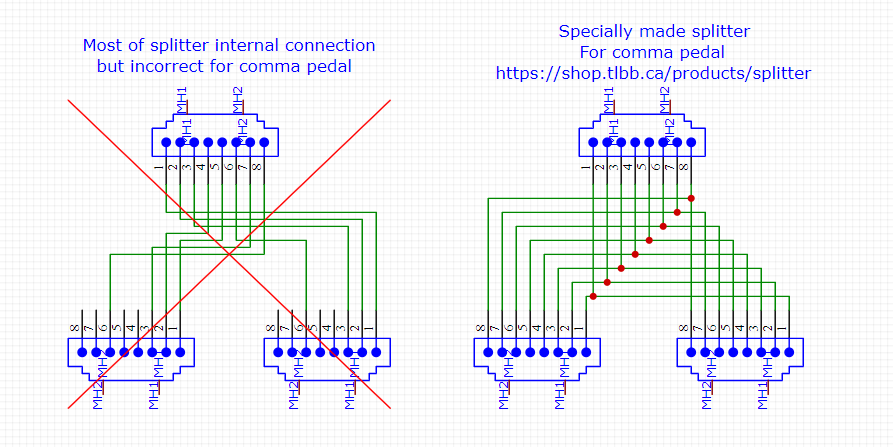 Most of splitter internal connection
but incorrect for comma pedal
Specially made splitter
For comma pedal
https://shop.tlbb.ca/products/splitter
MH1 MH2
MH1 MH2
1 2 3 4 5 6 7 8
8 7 6 5 4 3 2 1
MH2 MH1
MH2 MH1
8 7 6 5 4 3 2 1
MH2 MH1
MH2 MH1
MH1 MH2
MH1 MH2
1 2 3 4 5 6 7 8
8 7 6 5 4 3 2 1
MH2 MH1
MH2 MH1
8 7 6 5 4 3 2 1
MH2 MH1
MH2 MH1